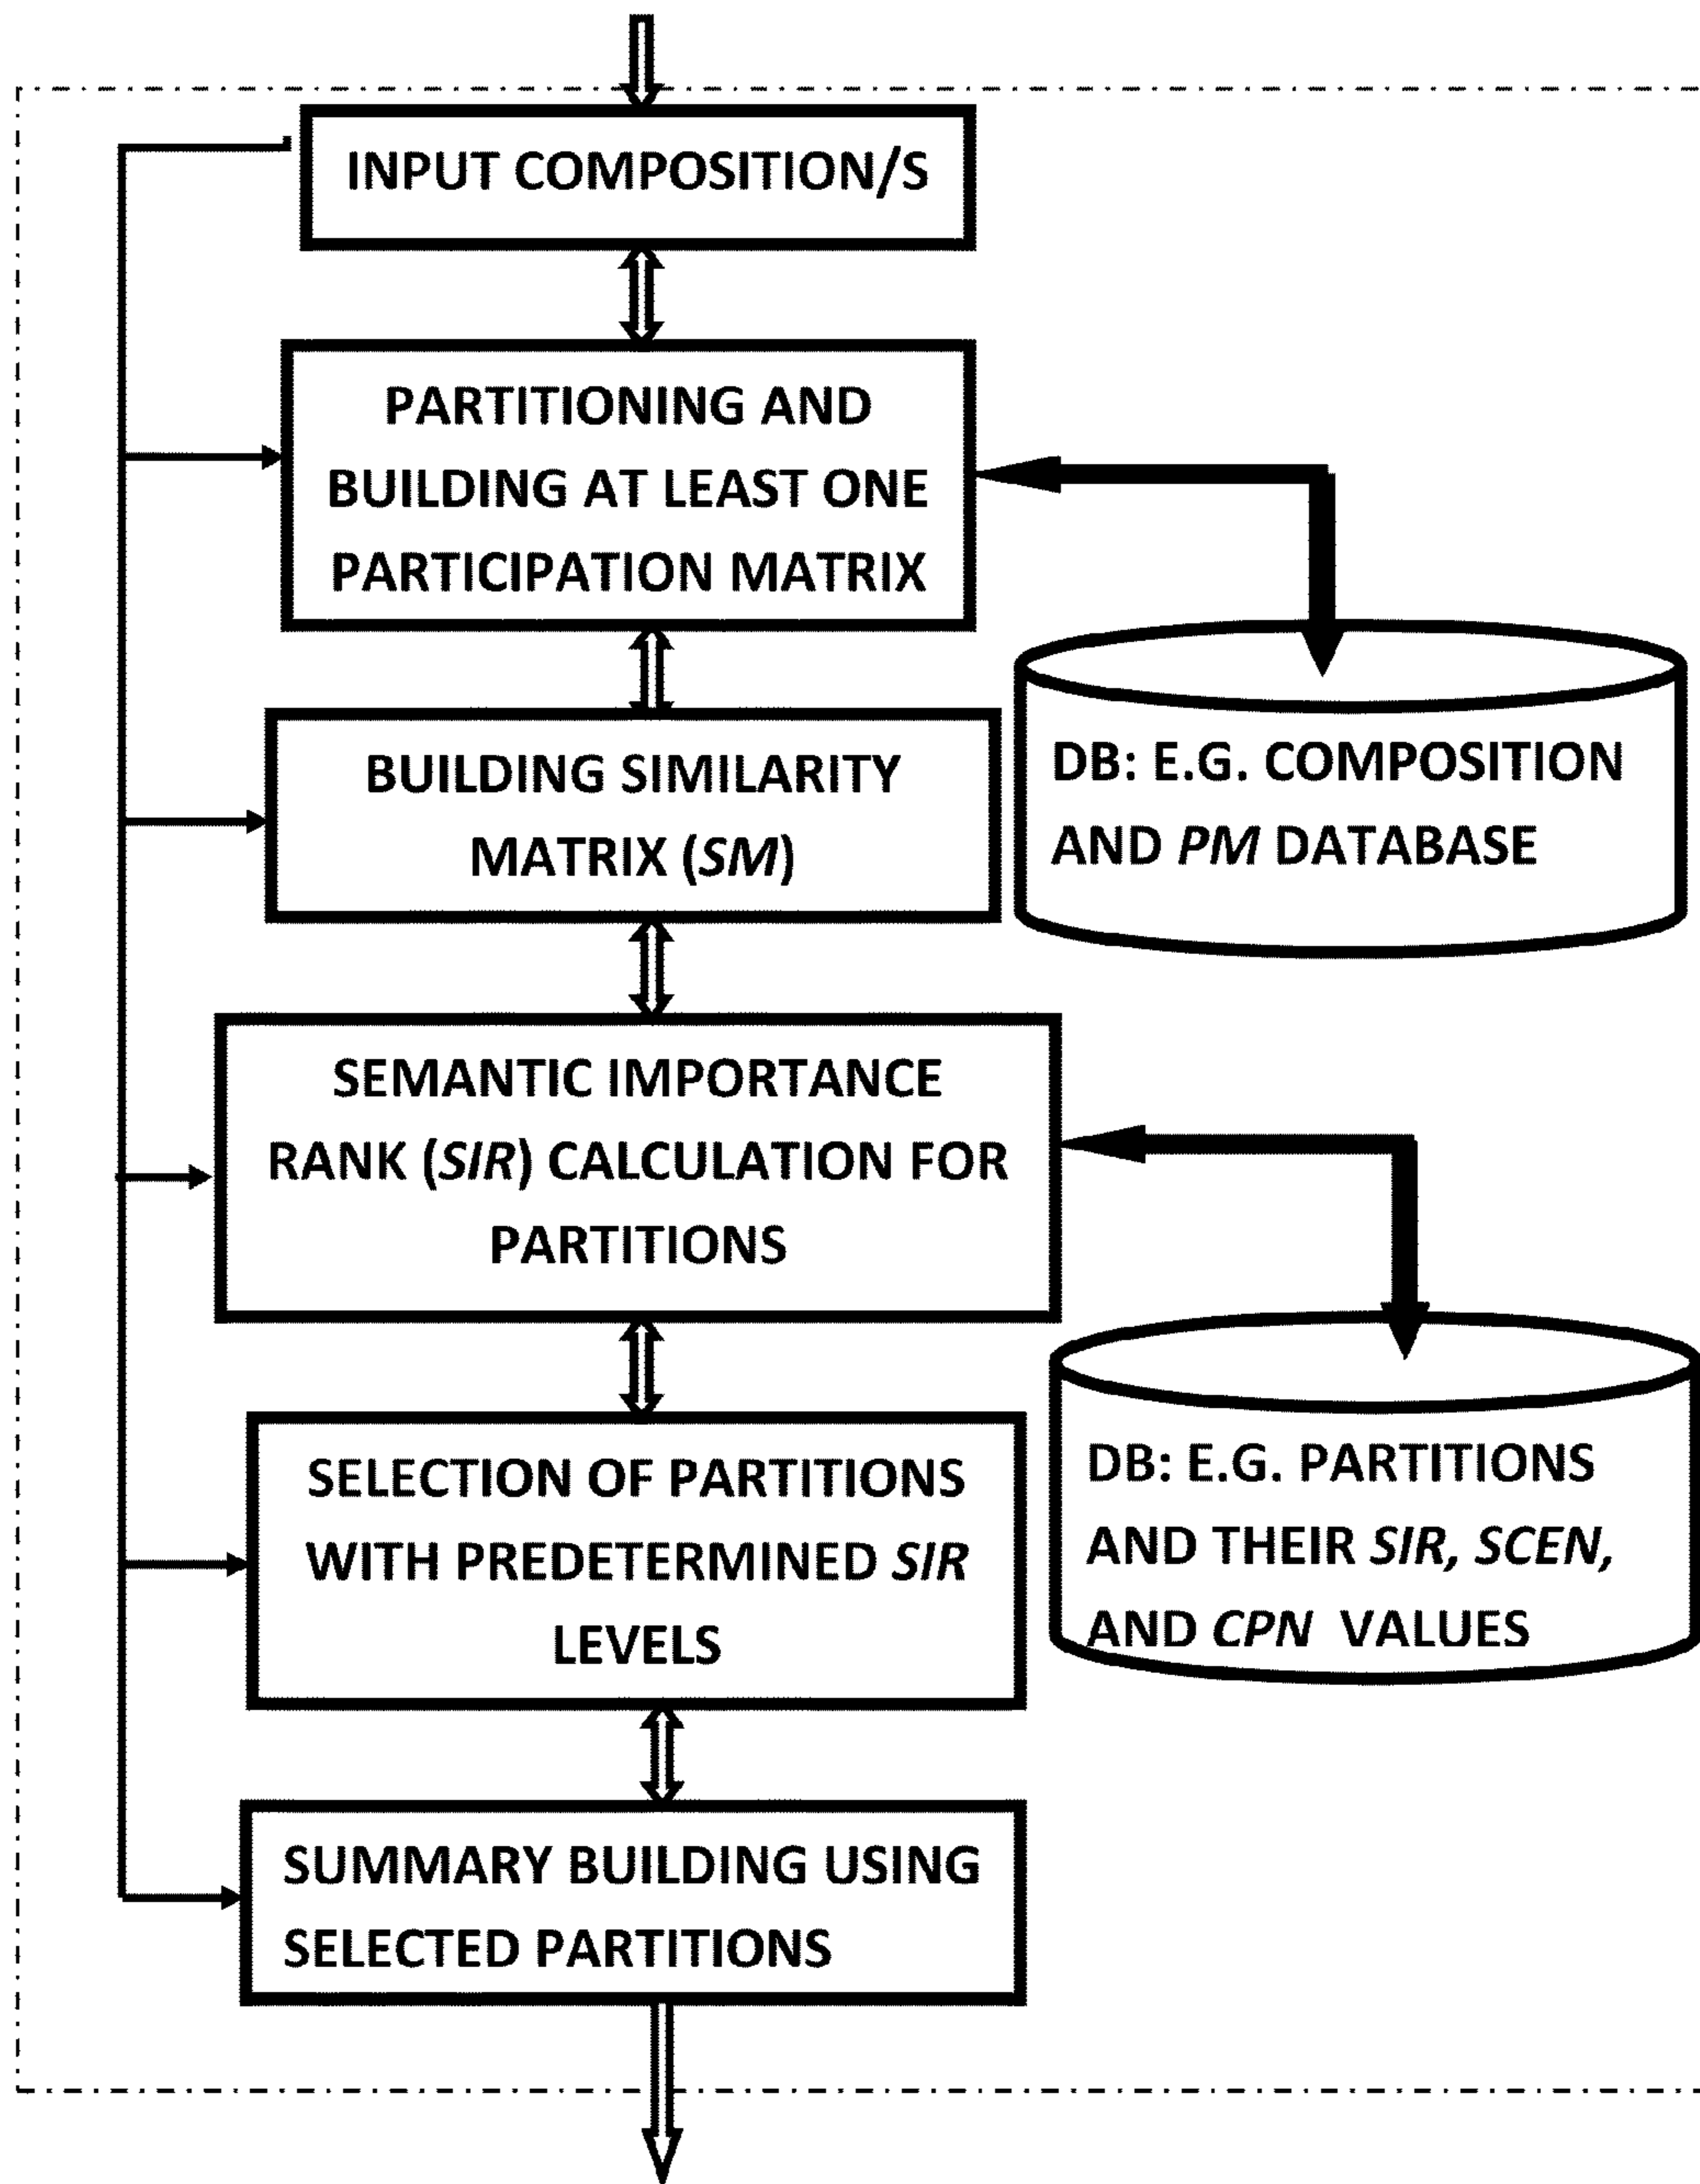 INPUT COMPOSITION/S
PARTITIONING AND
BUILDING AT LEAST ONE
PARTICIPATION MATRIX
BUILDING SIMILARITY
MATRIX (SM)
DB: E.G. COMPOSITION
AND PM DATABASE
SEMANTIC IMPORTANCE
RANK (SIR) CALCULATION FOR
PARTITIONS
SELECTION OF PARTITIONS
WITH PREDETERMINED SIR
LEVELS
DB: E.G. PARTITIONS
AND THEIR SIR, SCEN,
AND CPN VALUES
SUMMARY BUILDING USING
SELECTED PARTITIONS